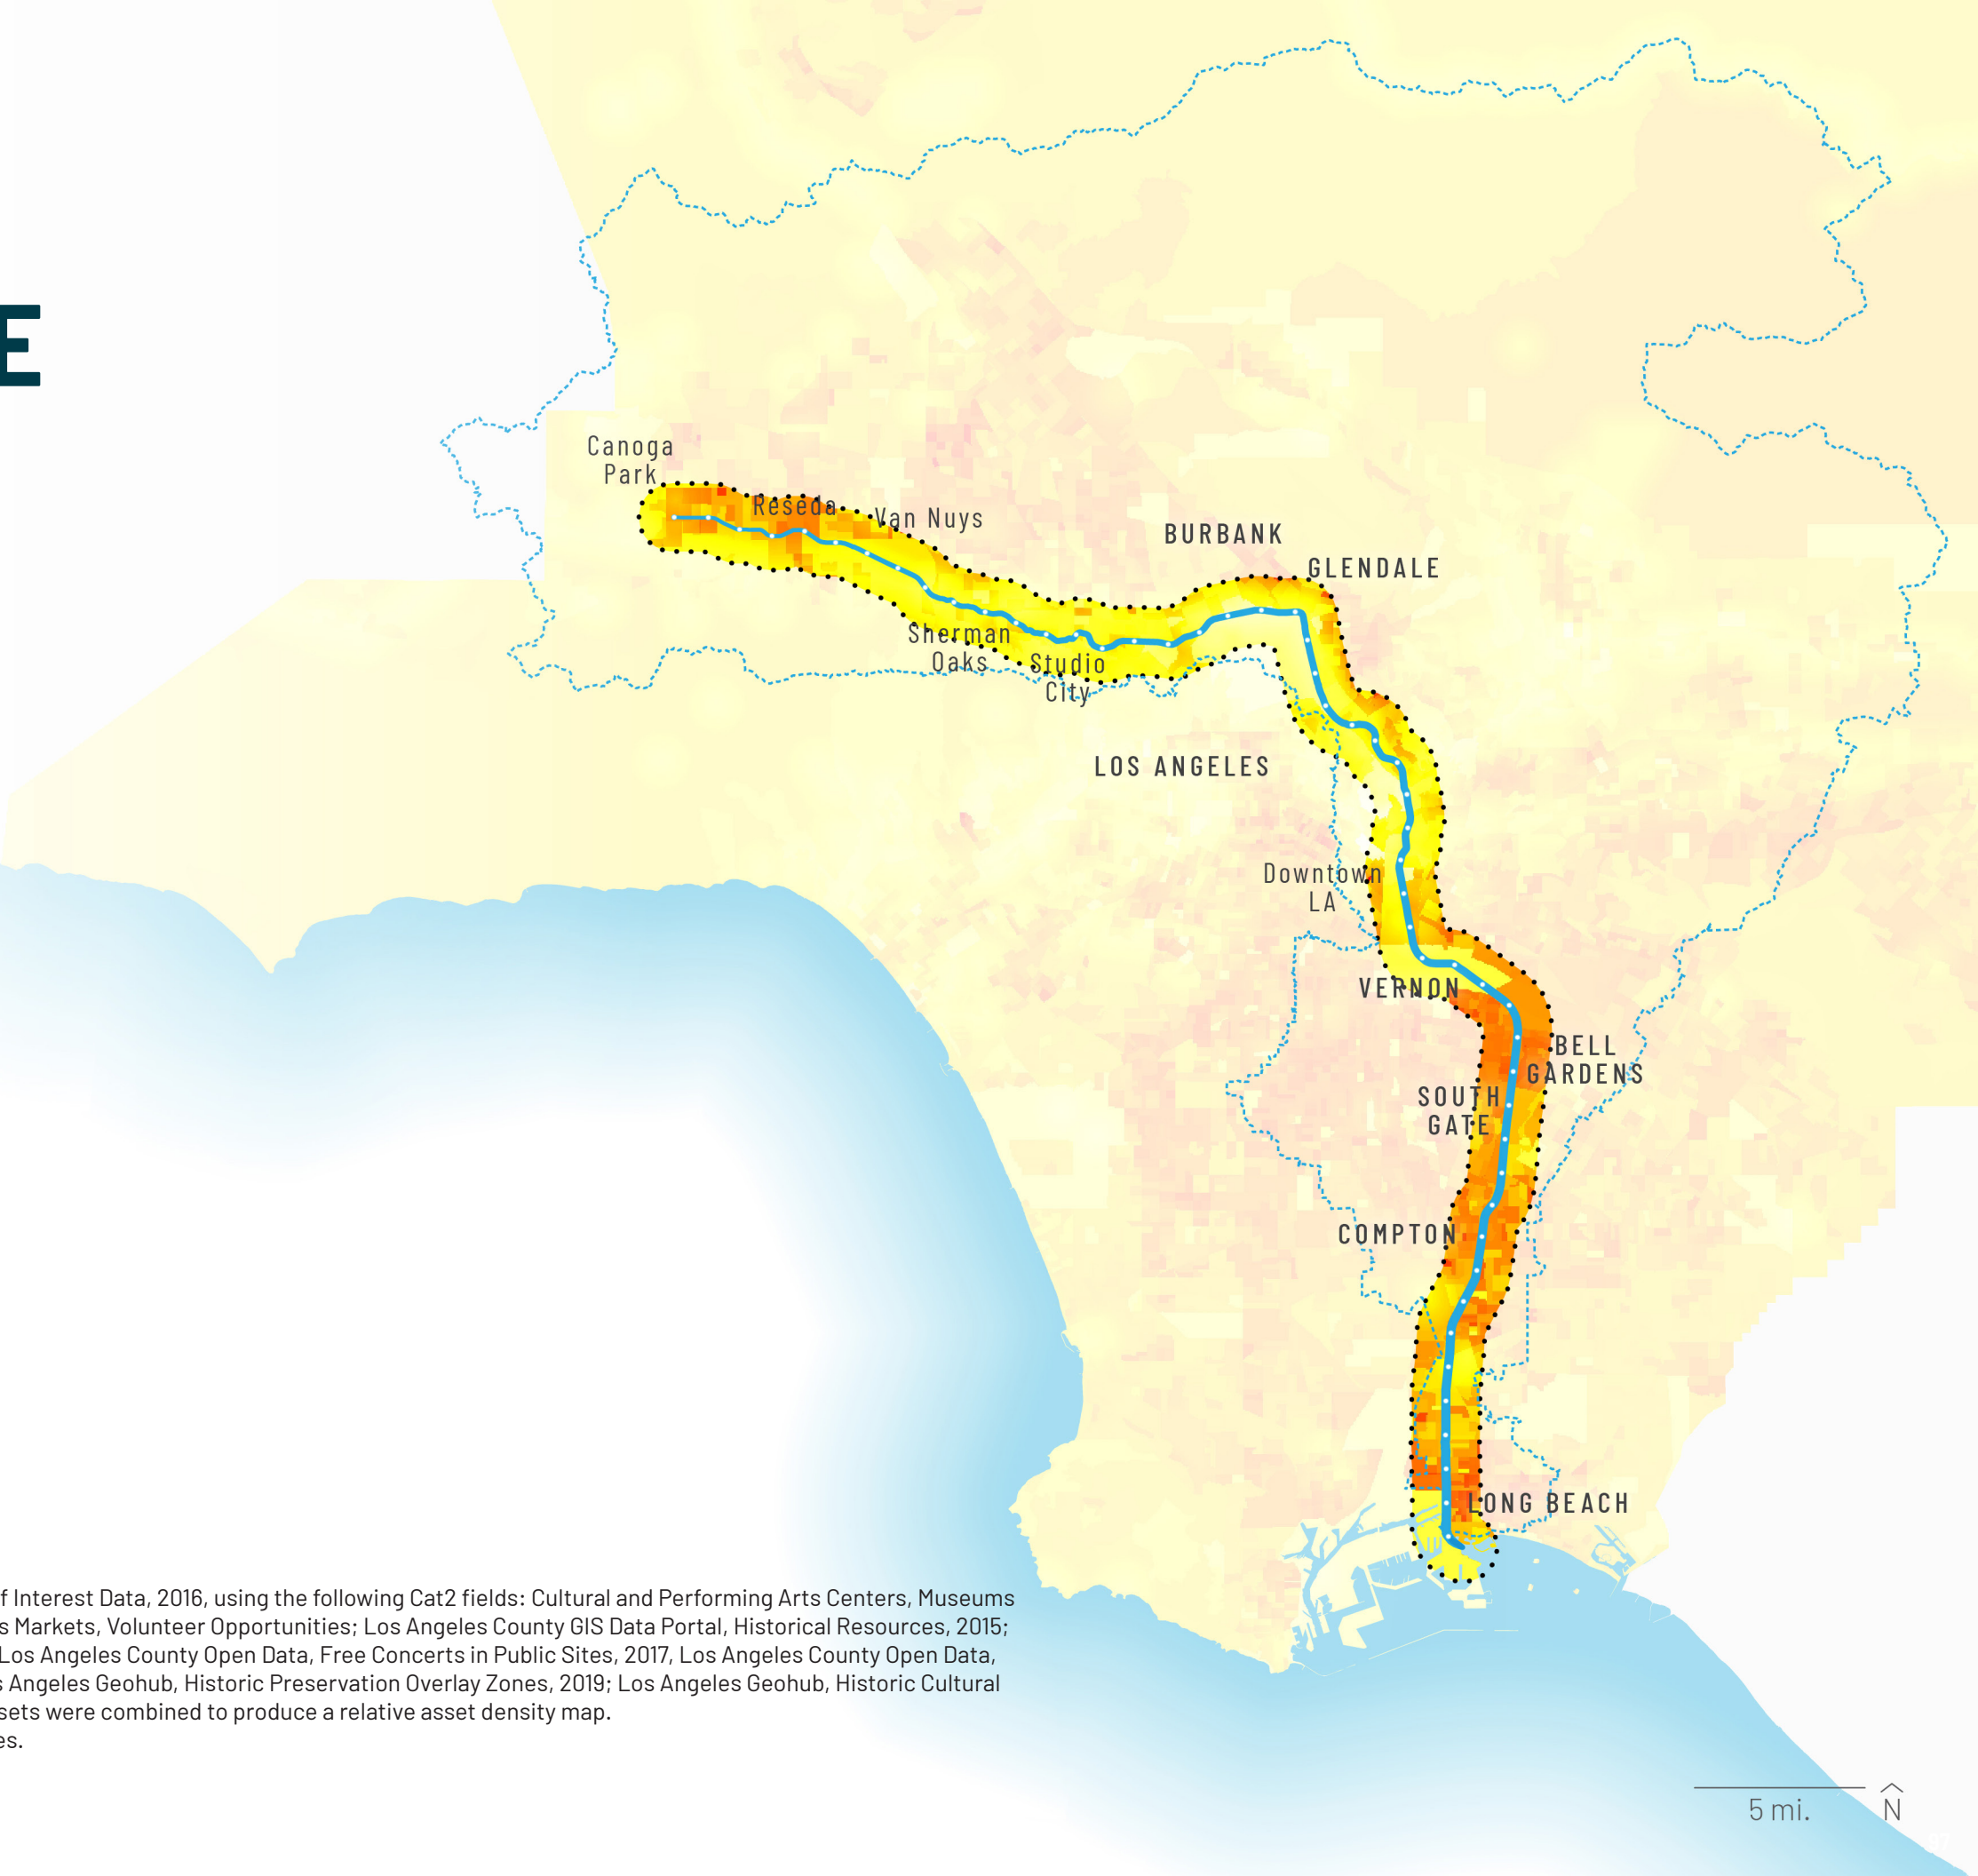 E
Canoga
Park
Reseda
Van Nuys
BURBANK
GLENDALE
Sherman
Oaks
Studio
City
LOS ANGELES
Downtown
LA
VERNON
BELL
GARDENS
SOUTH
GATE
COMPTON
LONG BEACH
f Interest Data, 2016, using the following Cat2 fields: Cultural and Performing Arts Centers, Museums
s Markets, Volunteer Opportunities; Los Angeles County GIS Data Portal, Historical Resources, 2015;
Los Angeles County Open Data, Free Concerts in Public Sites, 2017, Los Angeles County Open Data,
s Angeles Geohub, Historic Preservation Overlay Zones, 2019; Los Angeles Geohub, Historic Cultural
sets were combined to produce a relative asset density map.
es.
5 mi.
N